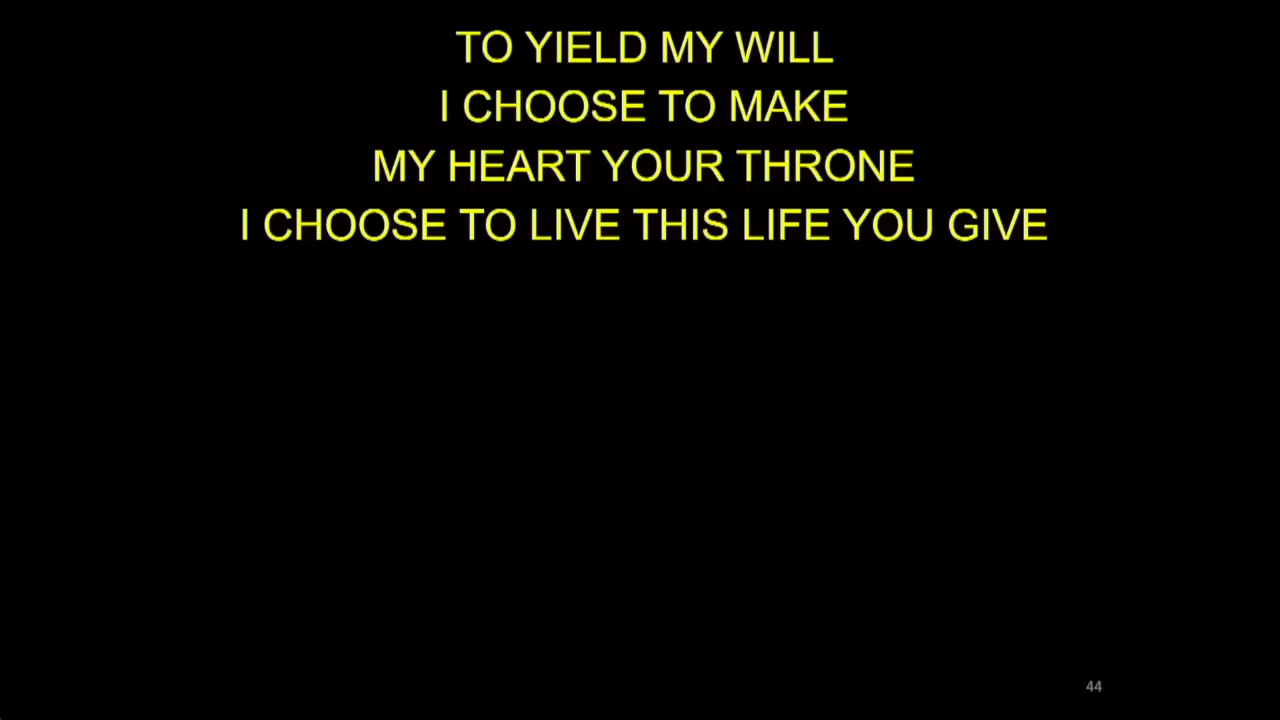 TO YIELD MY WILL
I CHOOSE TO MAKE
MY HEART YOUR THRONE
I CHOOSE TO LIVE THIS LIFE YOU GIVE
44